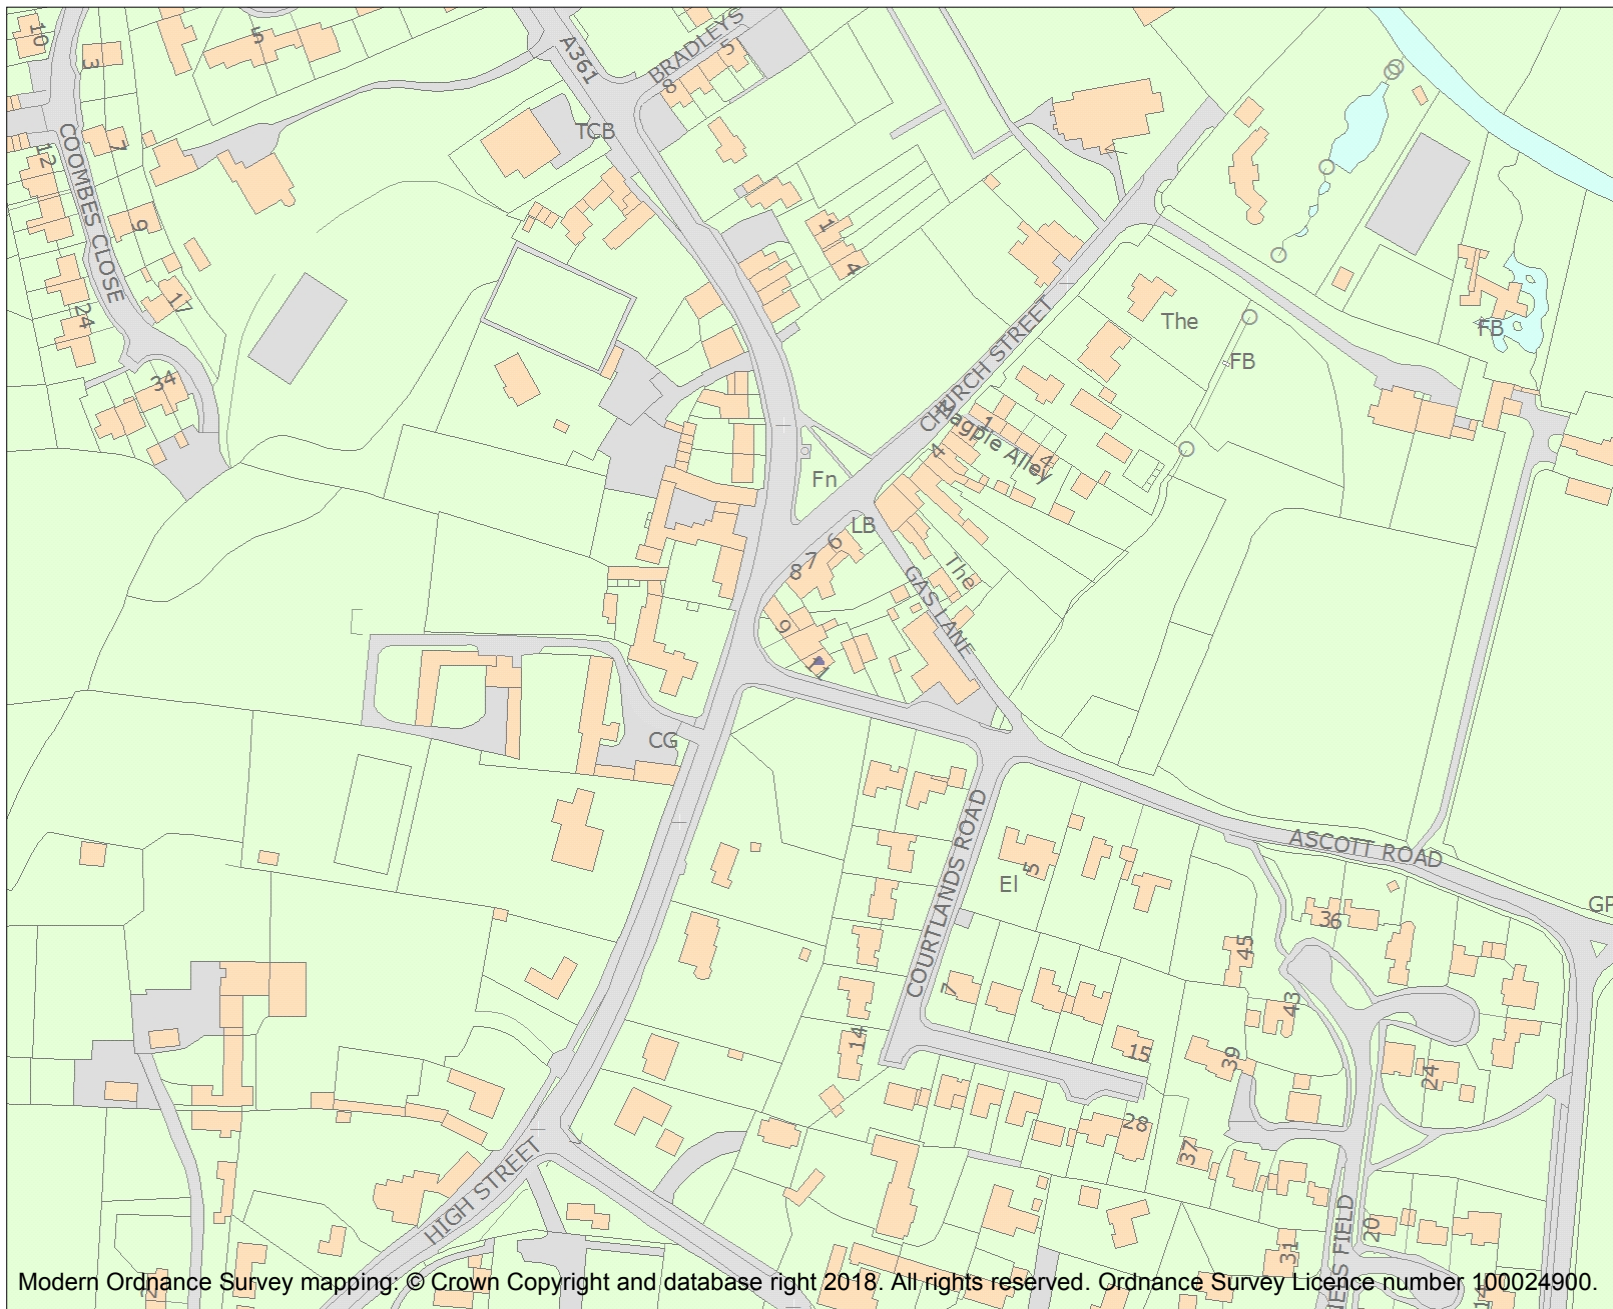 10
5
A361
BRADLEYS
5
8
3
TCB
COOMBES CLOSE
7
12
9
1
4
17
24
34
The
FB
FB
CHURCH STREET
Magpie Alley
1
4
4
Fn
LB
6
7
8
The
GAS LANE
9
11
CG
COURTLANDS ROAD
ASCOTT ROAD
5
El
36
GP
45
7
43
14
15
39
24
28
37
HIGH STREET
20
31
14
Modern Ordnance Survey mapping: © Crown Copyright and database right 2018. All rights reserved. Ordnance Survey Licence number 100024900.